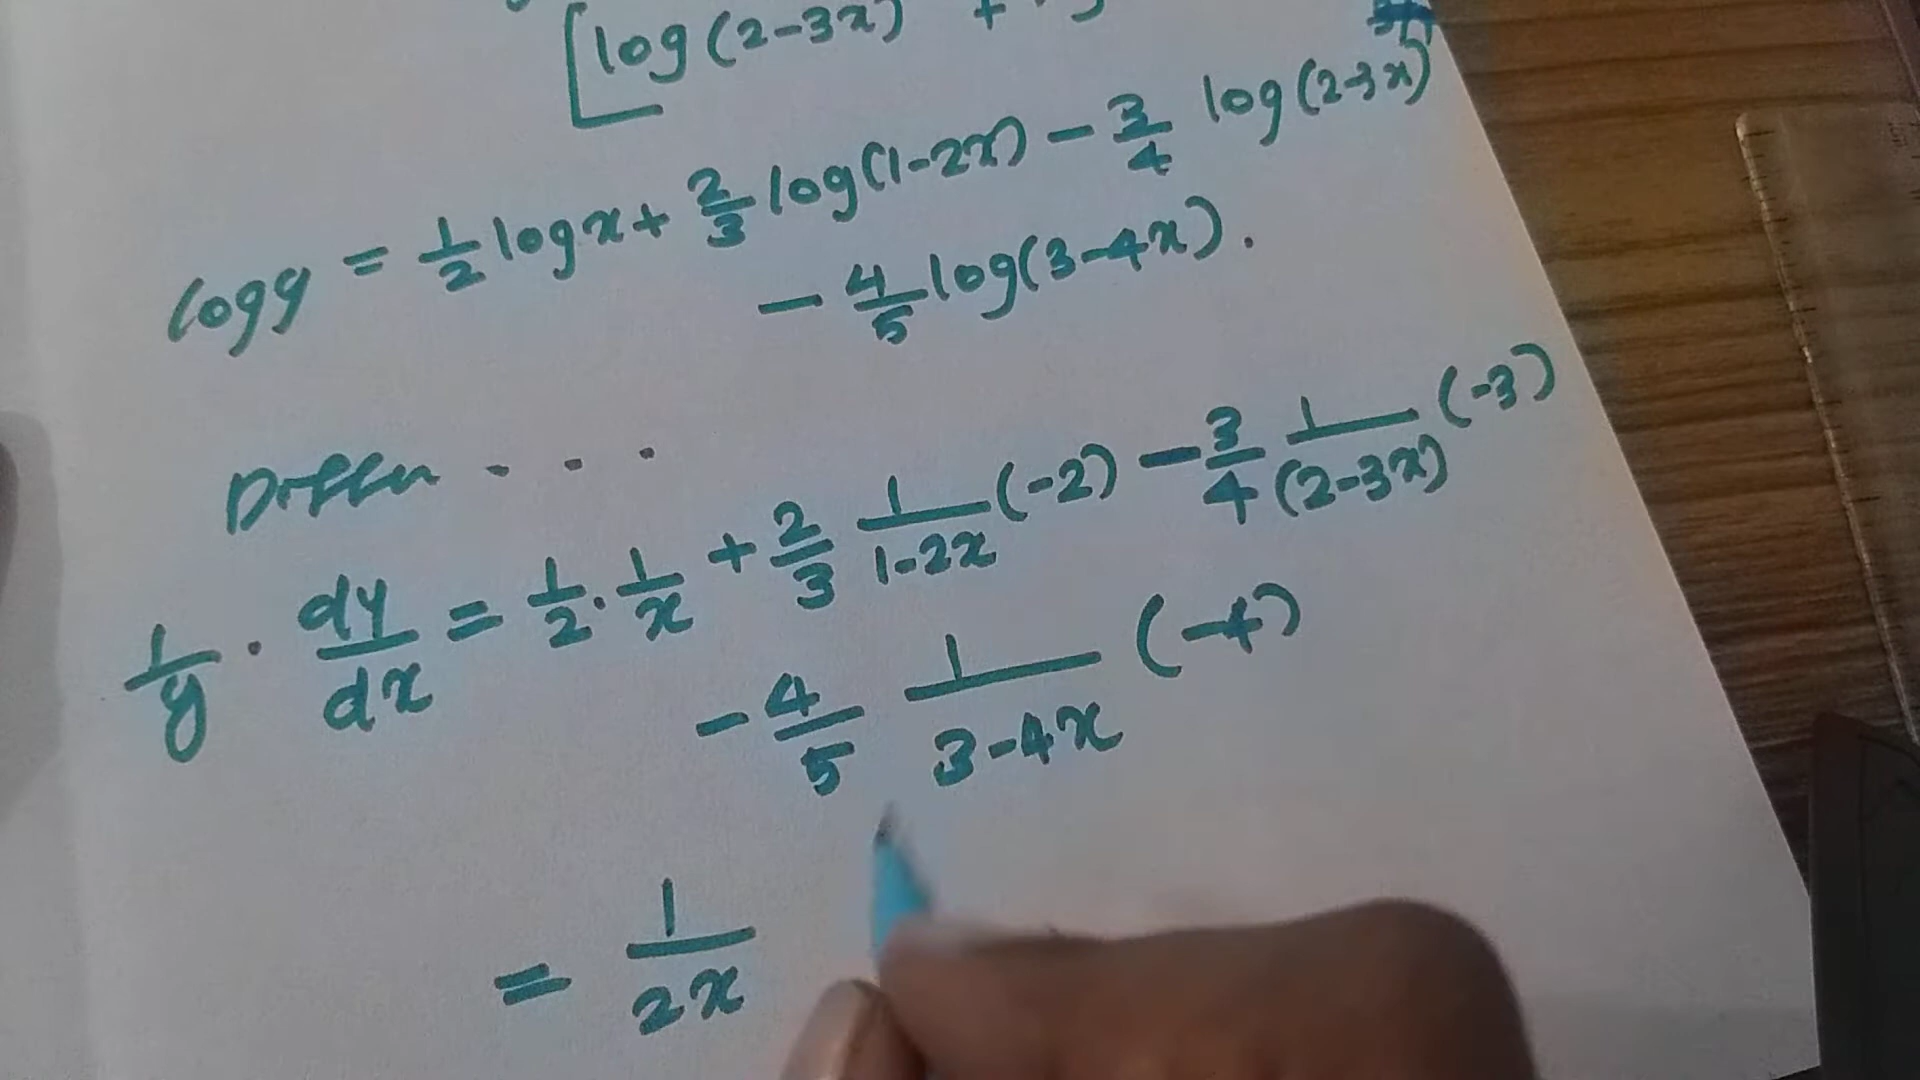 [log(2-3x) +
log y = 1/2 log x + 2/3 log(1-2x) - 3/4 log(2-3x)
- 4/5 log(3-4x).
Differ . . .
1/y · dy/dx = 1/2 · 1/x + 2/3 1/(1-2x) (-2) - 3/4 1/(2-3x) (-3)
- 4/5 1/(3-4x) (-4)
= 1/2x